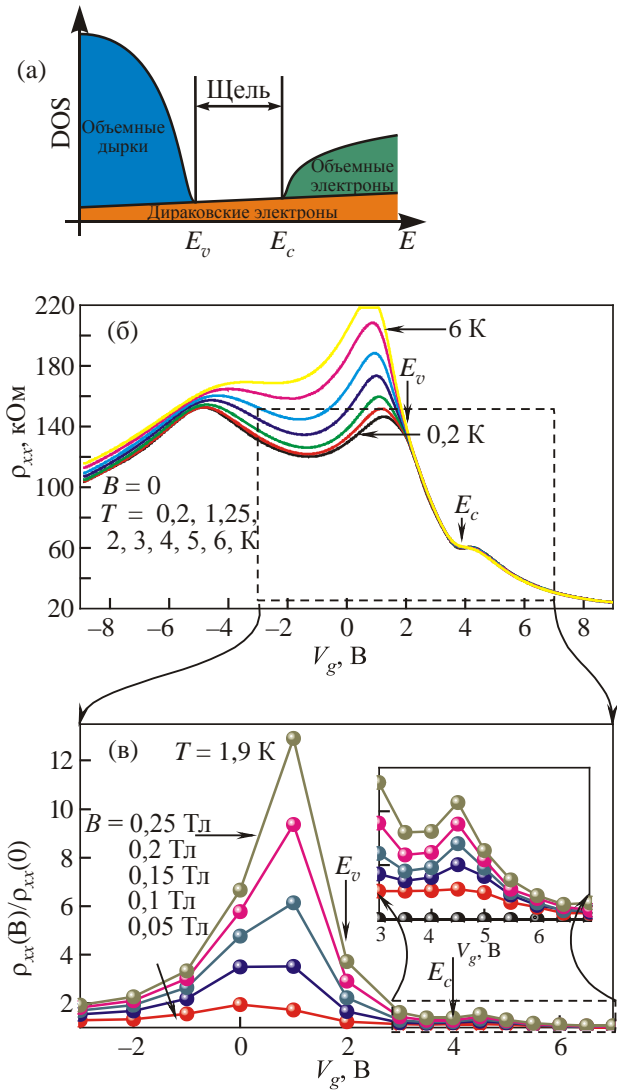 (а)
DOS
Щель
Объемные
дырки
Объемные
электроны
Дираковские электроны
E_v
E_c
E
(б)
ρ_xx, кОм
220
180
140
100
60
20
6 К
E_v
0,2 К
E_c
B = 0
T = 0,2, 1,25,
2, 3, 4, 5, 6, К
–8 –6 –4 –2 0 2 4 6 8
V_g, В
(в)
ρ_xx(B)/ρ_xx(0)
12
10
8
6
4
2
T = 1,9 К
B = 0,25 Тл
0,2 Тл
0,15 Тл
0,1 Тл
0,05 Тл
E_v
3 4 5 6 7
V_g, В
E_c
–2 0 2 4 6
V_g, В